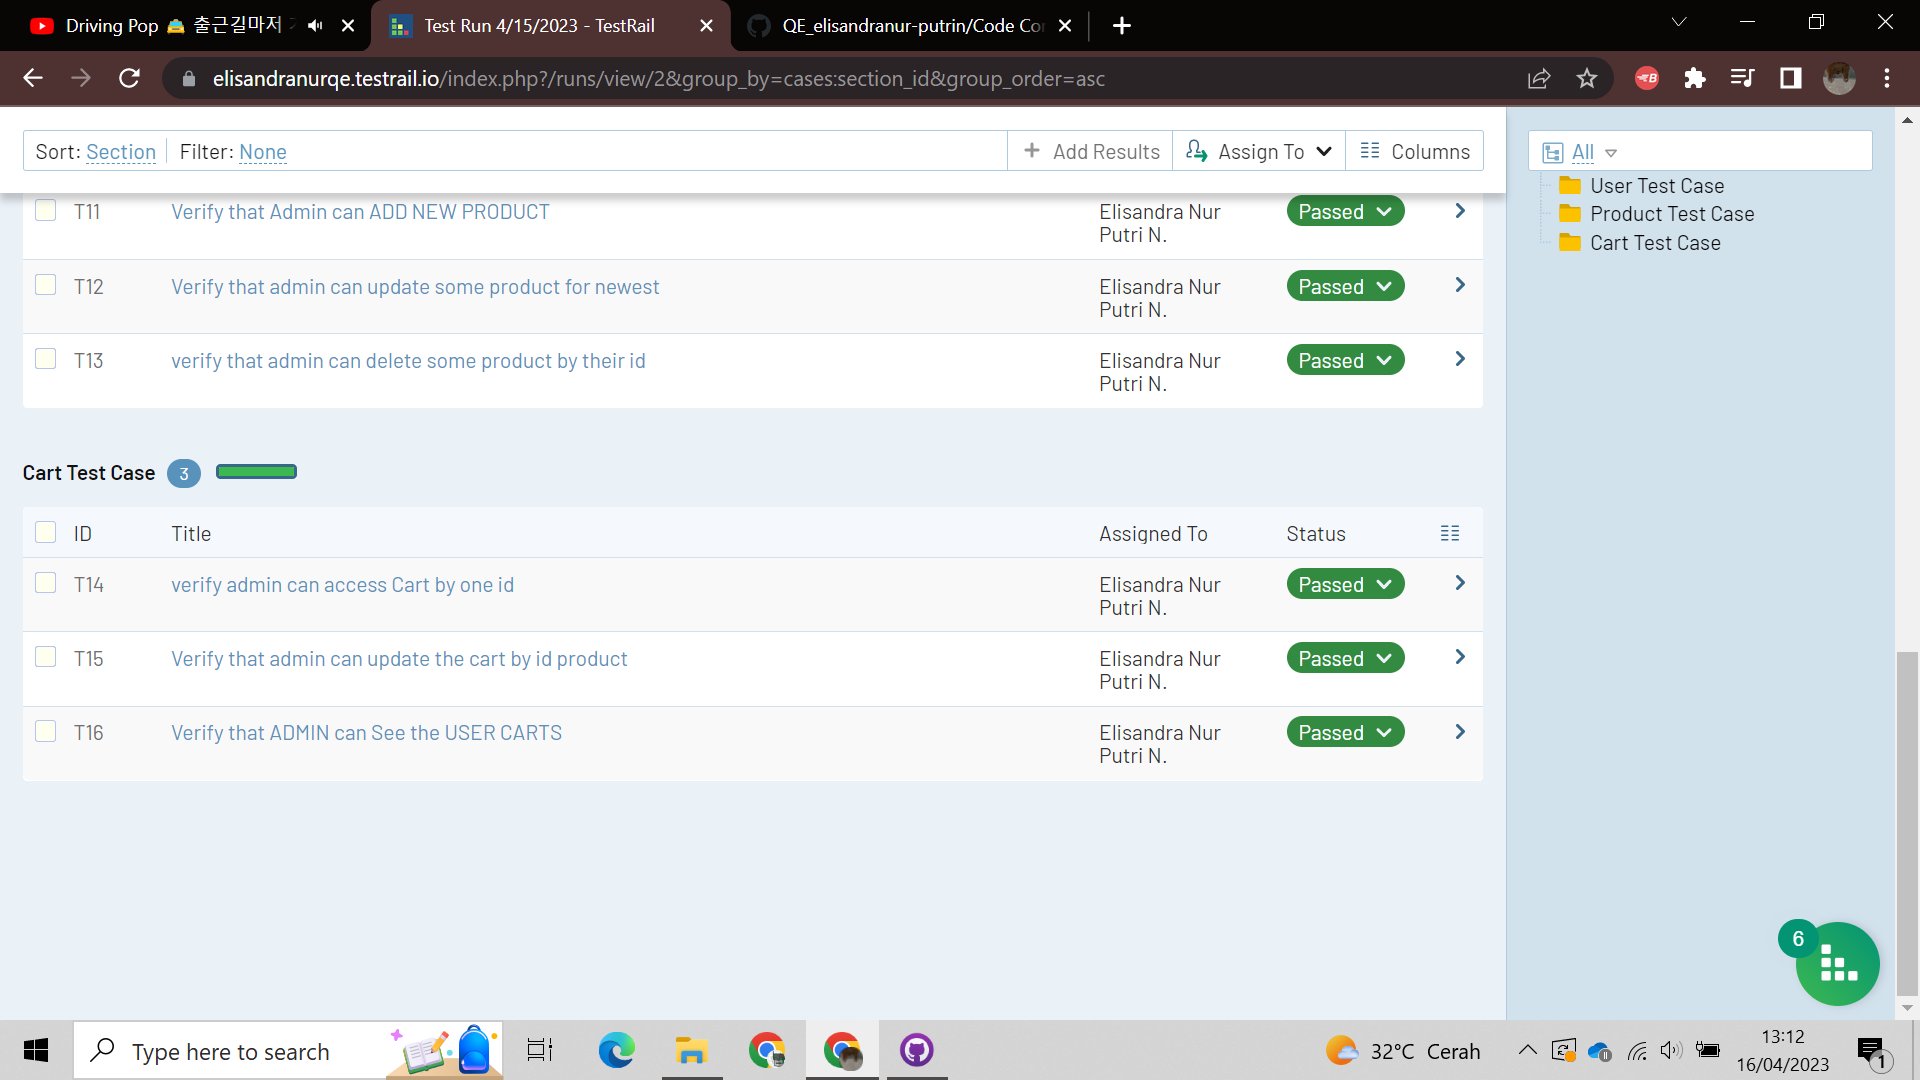 Driving Pop 🚖 출근길마저
Test Run 4/15/2023 - TestRail
QE_elisandranur-putrin/Code Co
elisandranurqe.testrail.io/index.php?/runs/view/2&group_by=cases:section_id&group_order=asc
Sort: Section Filter: None
+ Add Results Assign To Columns
All
User Test Case
Product Test Case
Cart Test Case
T11 Verify that Admin can ADD NEW PRODUCT Elisandra Nur Putri N. Passed
T12 Verify that admin can update some product for newest Elisandra Nur Putri N. Passed
T13 verify that admin can delete some product by their id Elisandra Nur Putri N. Passed
Cart Test Case 3
ID Title Assigned To Status
T14 verify admin can access Cart by one id Elisandra Nur Putri N. Passed
T15 Verify that admin can update the cart by id product Elisandra Nur Putri N. Passed
T16 Verify that ADMIN can See the USER CARTS Elisandra Nur Putri N. Passed
6
Type here to search
32°C Cerah
13:12
16/04/2023
1